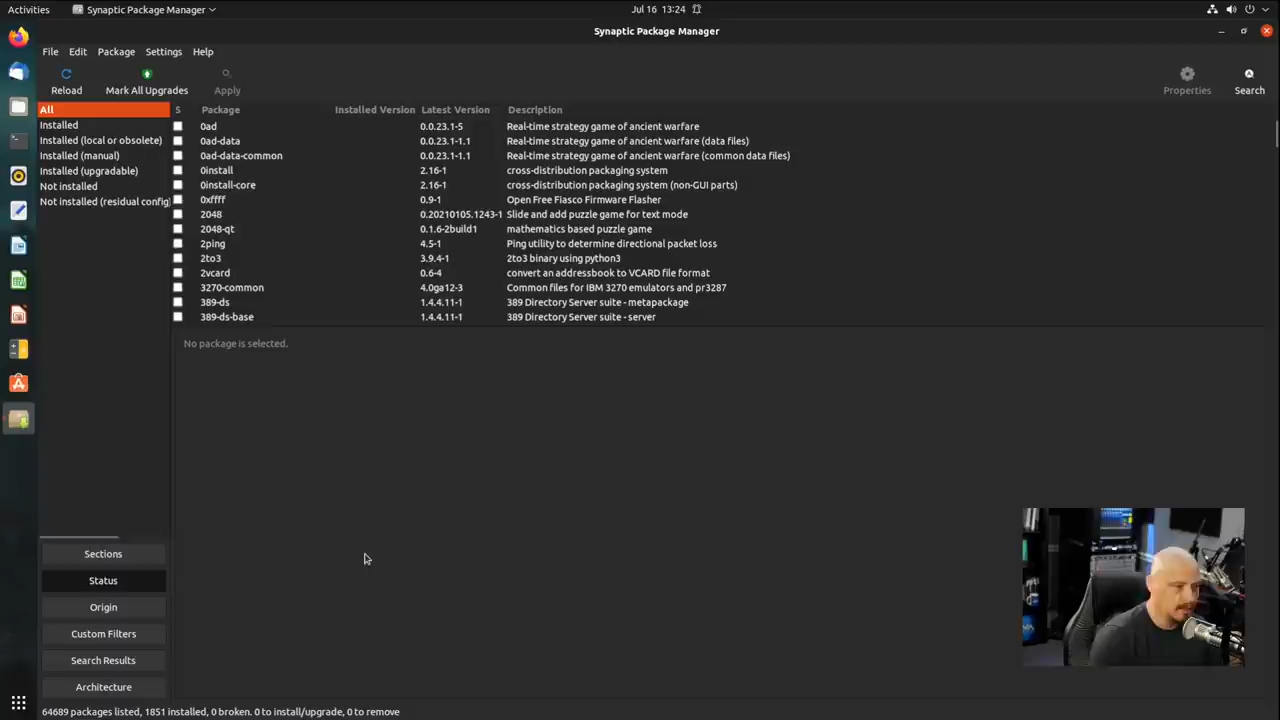 Activities Synaptic Package Manager Jul 16 13:24
Synaptic Package Manager
File Edit Package Settings Help
Reload Mark All Upgrades Apply Properties Search
All S Package Installed Version Latest Version Description
Installed
Installed (local or obsolete)
Installed (manual)
Installed (upgradable)
Not installed
Not installed (residual config)
0ad 0.0.23.1-5 Real-time strategy game of ancient warfare
0ad-data 0.0.23.1-1.1 Real-time strategy game of ancient warfare (data files)
0ad-data-common 0.0.23.1-1.1 Real-time strategy game of ancient warfare (common data files)
0install 2.16-1 cross-distribution packaging system
0install-core 2.16-1 cross-distribution packaging system (non-GUI parts)
0xffff 0.9-1 Open Free Fiasco Firmware Flasher
2048 0.20210105.1243-1 Slide and add puzzle game for text mode
2048-qt 0.1.6-2build1 mathematics based puzzle game
2ping 4.5-1 Ping utility to determine directional packet loss
2to3 3.9.4-1 2to3 binary using python3
2vcard 0.6-4 convert an addressbook to VCARD file format
3270-common 4.0ga12-3 Common files for IBM 3270 emulators and pr3287
389-ds 1.4.4.11-1 389 Directory Server suite - metapackage
389-ds-base 1.4.4.11-1 389 Directory Server suite - server
No package is selected.
Sections
Status
Origin
Custom Filters
Search Results
Architecture
64689 packages listed, 1851 installed, 0 broken. 0 to install/upgrade, 0 to remove